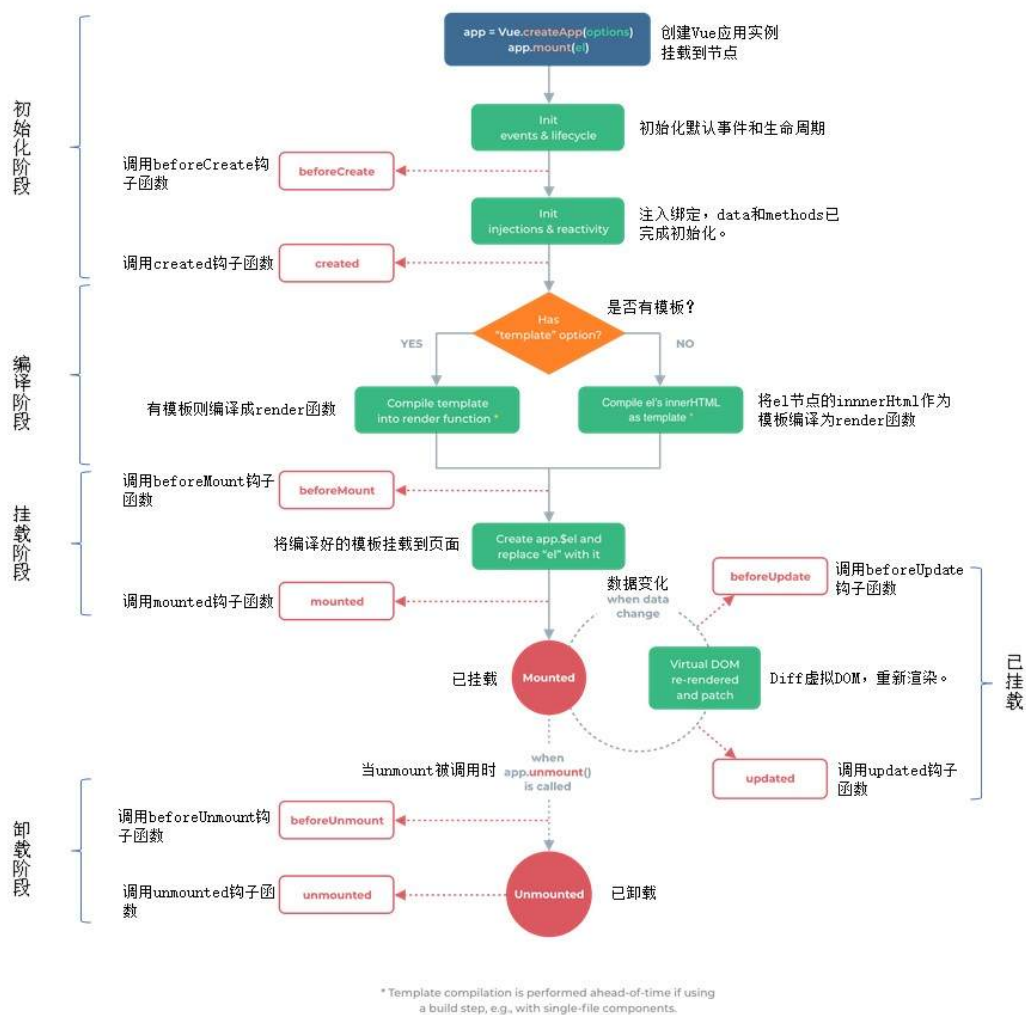 app = Vue.createApp(options)
app.mount(el)
创建Vue应用实例
挂载到节点
初始化阶段
Init
events & lifecycle
初始化默认事件和生命周期
调用beforeCreate钩
子函数
beforeCreate
Init
injections & reactivity
注入绑定，data和methods已
完成初始化。
调用created钩子函数
created
编译阶段
Has
"template" option?
是否有模板？
YES
NO
有模板则编译成render函数
Compile template
into render function *
Compile el's innerHTML
as template *
将el节点的innnerHtml作为
模板编译为render函数
挂载阶段
调用beforeMount钩子
函数
beforeMount
将编译好的模板挂载到页面
Create app.$el and
replace "el" with it
调用mounted钩子函数
mounted
数据变化
when data
change
beforeUpdate
调用beforeUpdate
钩子函数
已挂载
Mounted
Virtual DOM
re-rendered
and patch
Diff虚拟DOM，重新渲染。
已挂载
updated
调用updated钩子
函数
当unmount被调用时
when
app.unmount()
is called
卸载阶段
调用beforeUnmount钩
子函数
beforeUnmount
调用unmounted钩子函
数
unmounted
Unmounted
已卸载
* Template compilation is performed ahead-of-time if using
a build step, e.g., with single-file components.